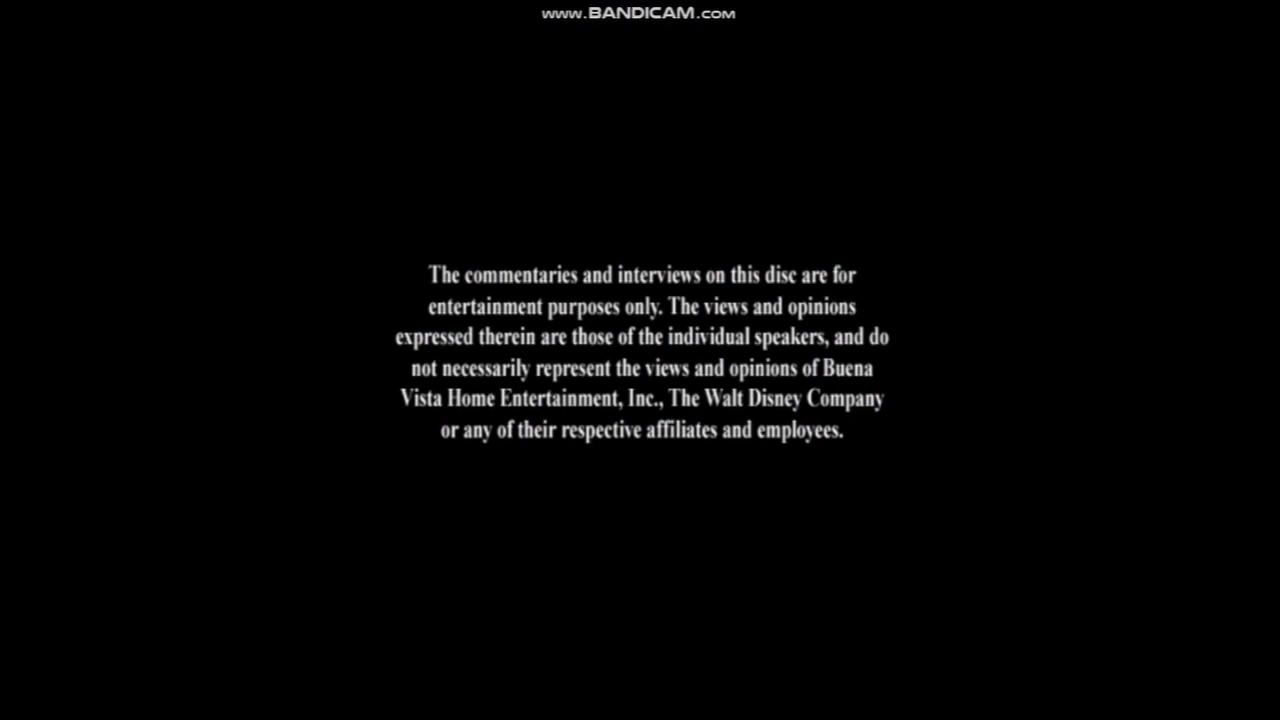 www.BANDICAM.com
The commentaries and interviews on this disc are for
entertainment purposes only. The views and opinions
expressed therein are those of the individual speakers, and do
not necessarily represent the views and opinions of Buena
Vista Home Entertainment, Inc., The Walt Disney Company
or any of their respective affiliates and employees.